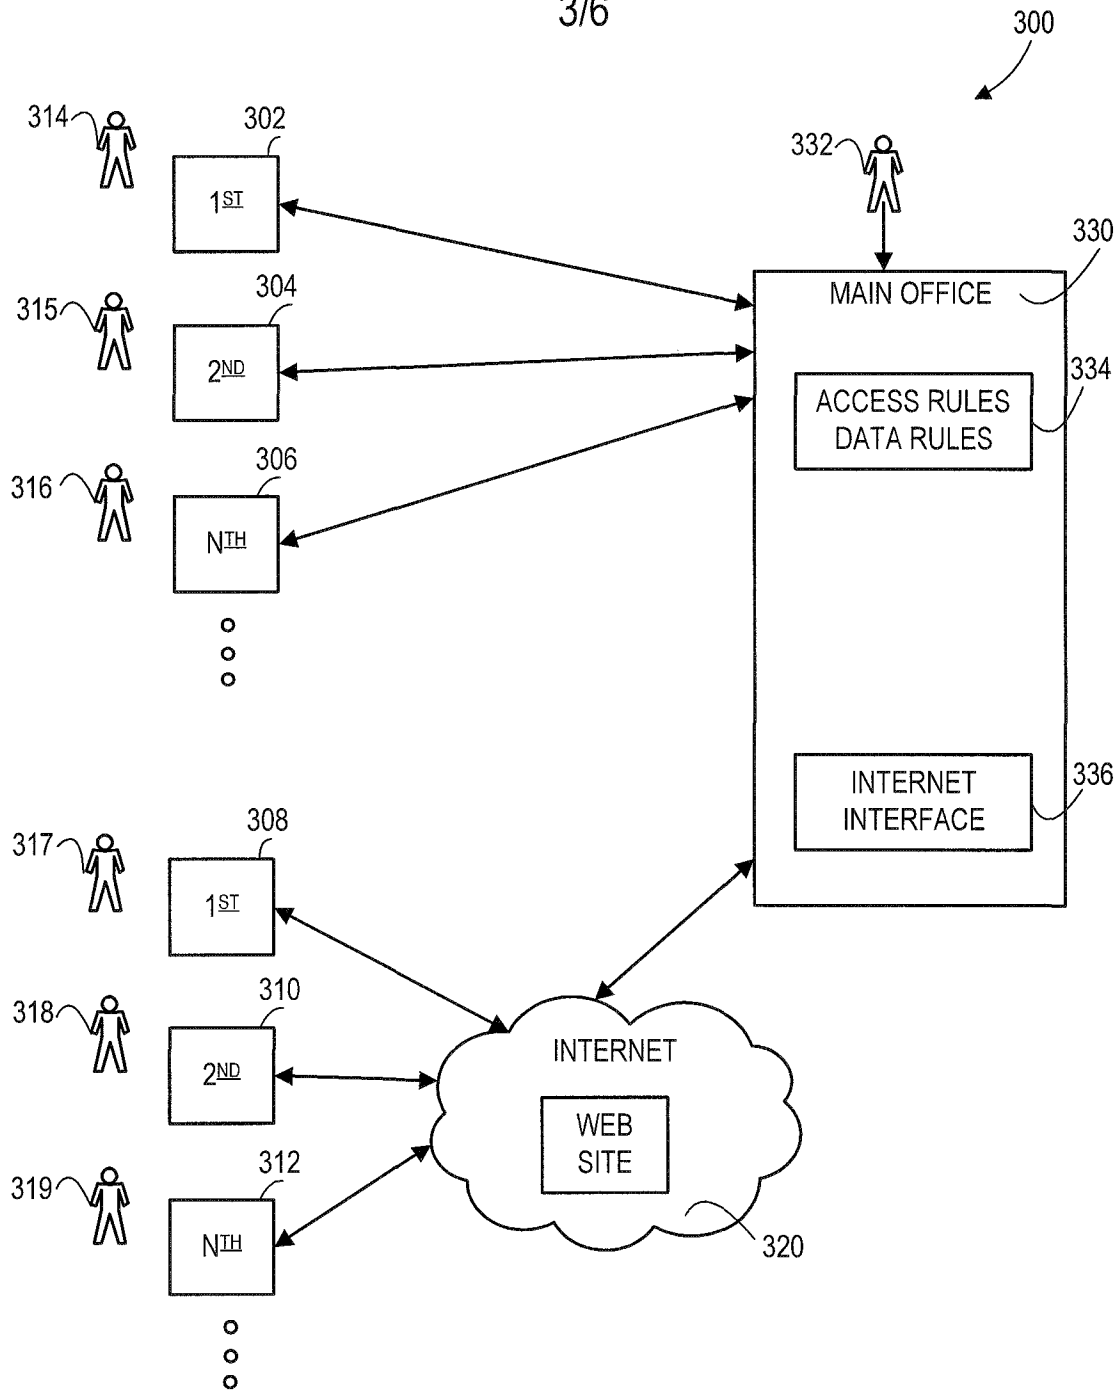 3/6
300
314
302
1ST
332
330
MAIN OFFICE
315
304
2ND
334
ACCESS RULES
DATA RULES
316
306
NTH
336
INTERNET
INTERFACE
317
308
1ST
318
310
2ND
INTERNET
WEB
SITE
319
312
NTH
320